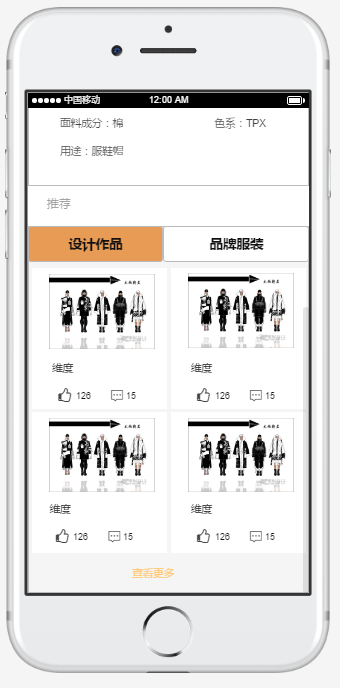 中国移动 12:00 AM
面料成分：棉 色系：TPX
用途：服鞋帽
推荐
设计作品 品牌服装
维度 维度
126 15 126 15
维度 维度
126 15 126 15
查看更多